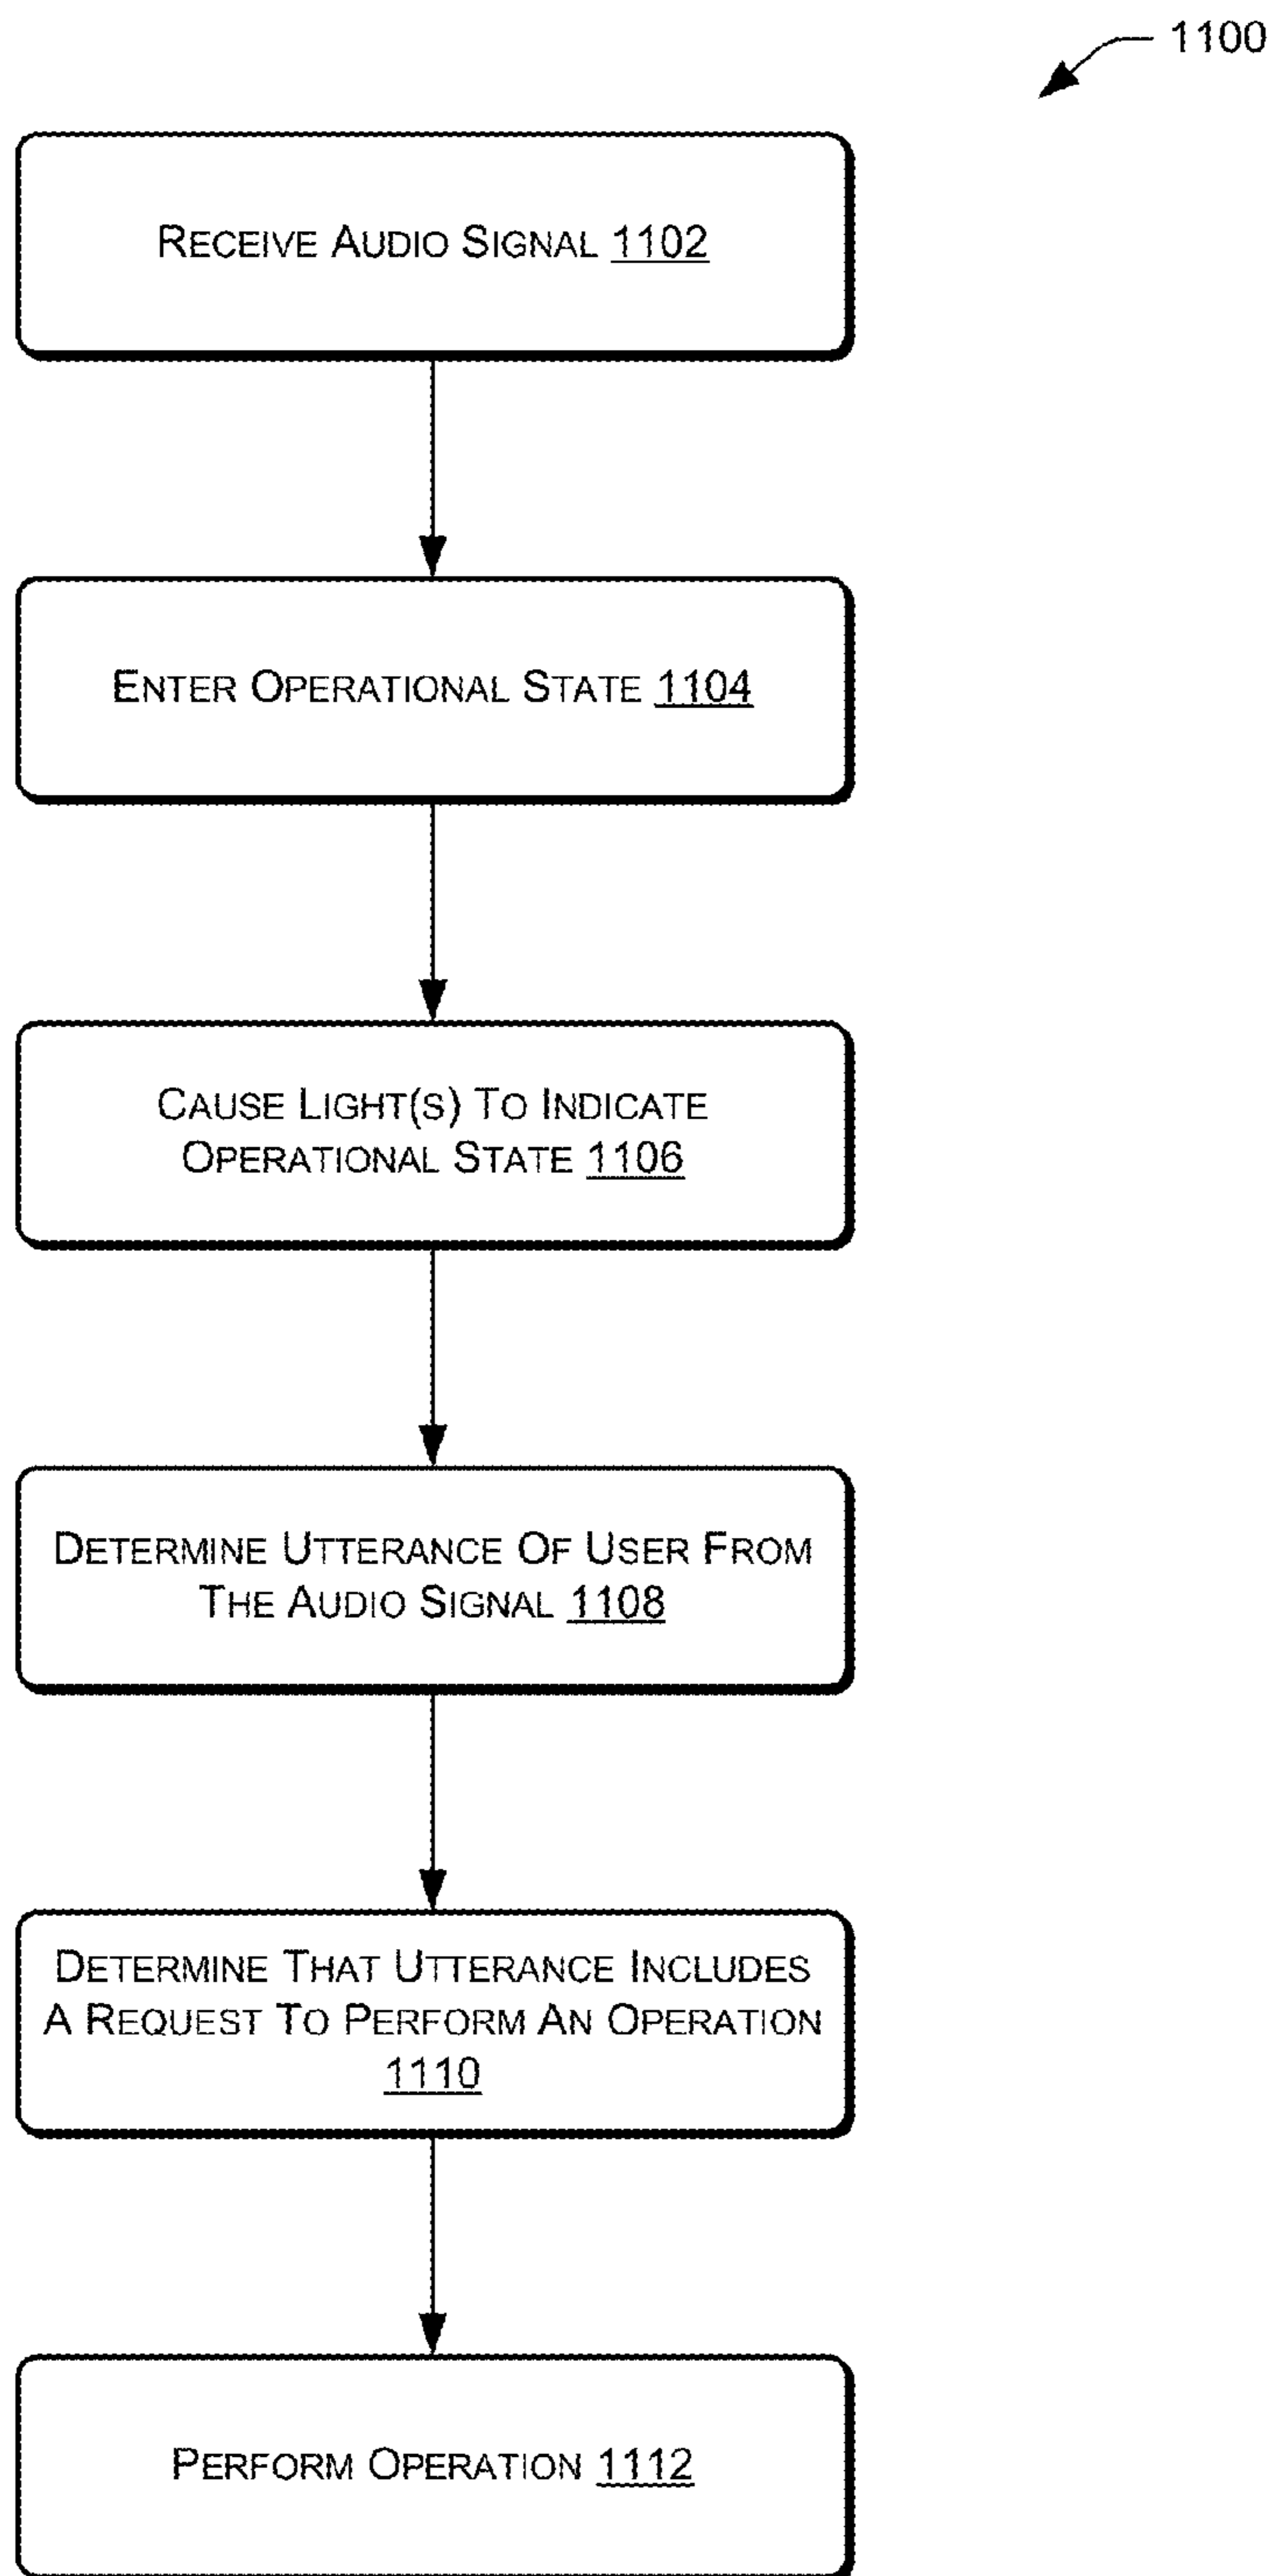 1100
RECEIVE AUDIO SIGNAL 1102
ENTER OPERATIONAL STATE 1104
CAUSE LIGHT(S) TO INDICATE
OPERATIONAL STATE 1106
DETERMINE UTTERANCE OF USER FROM
THE AUDIO SIGNAL 1108
DETERMINE THAT UTTERANCE INCLUDES
A REQUEST TO PERFORM AN OPERATION
1110
PERFORM OPERATION 1112